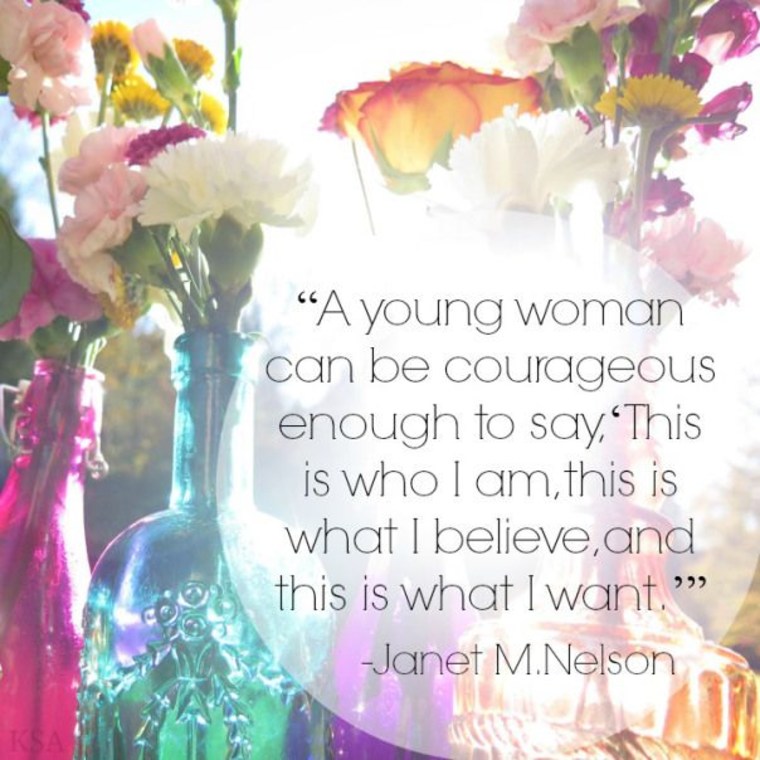 “A young woman
can be courageous
enough to say,‘This
is who I am,this is
what I believe,and
this is what I want.’”
-Janet M.Nelson
KSA